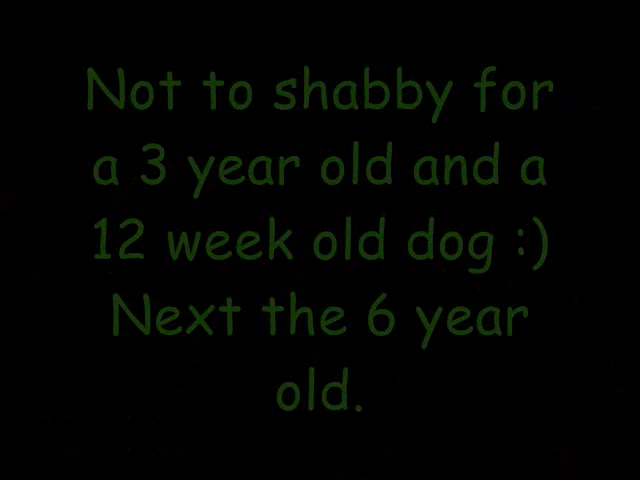 Not to shabby for
a 3 year old and a
12 week old dog :)
Next the 6 year
old.